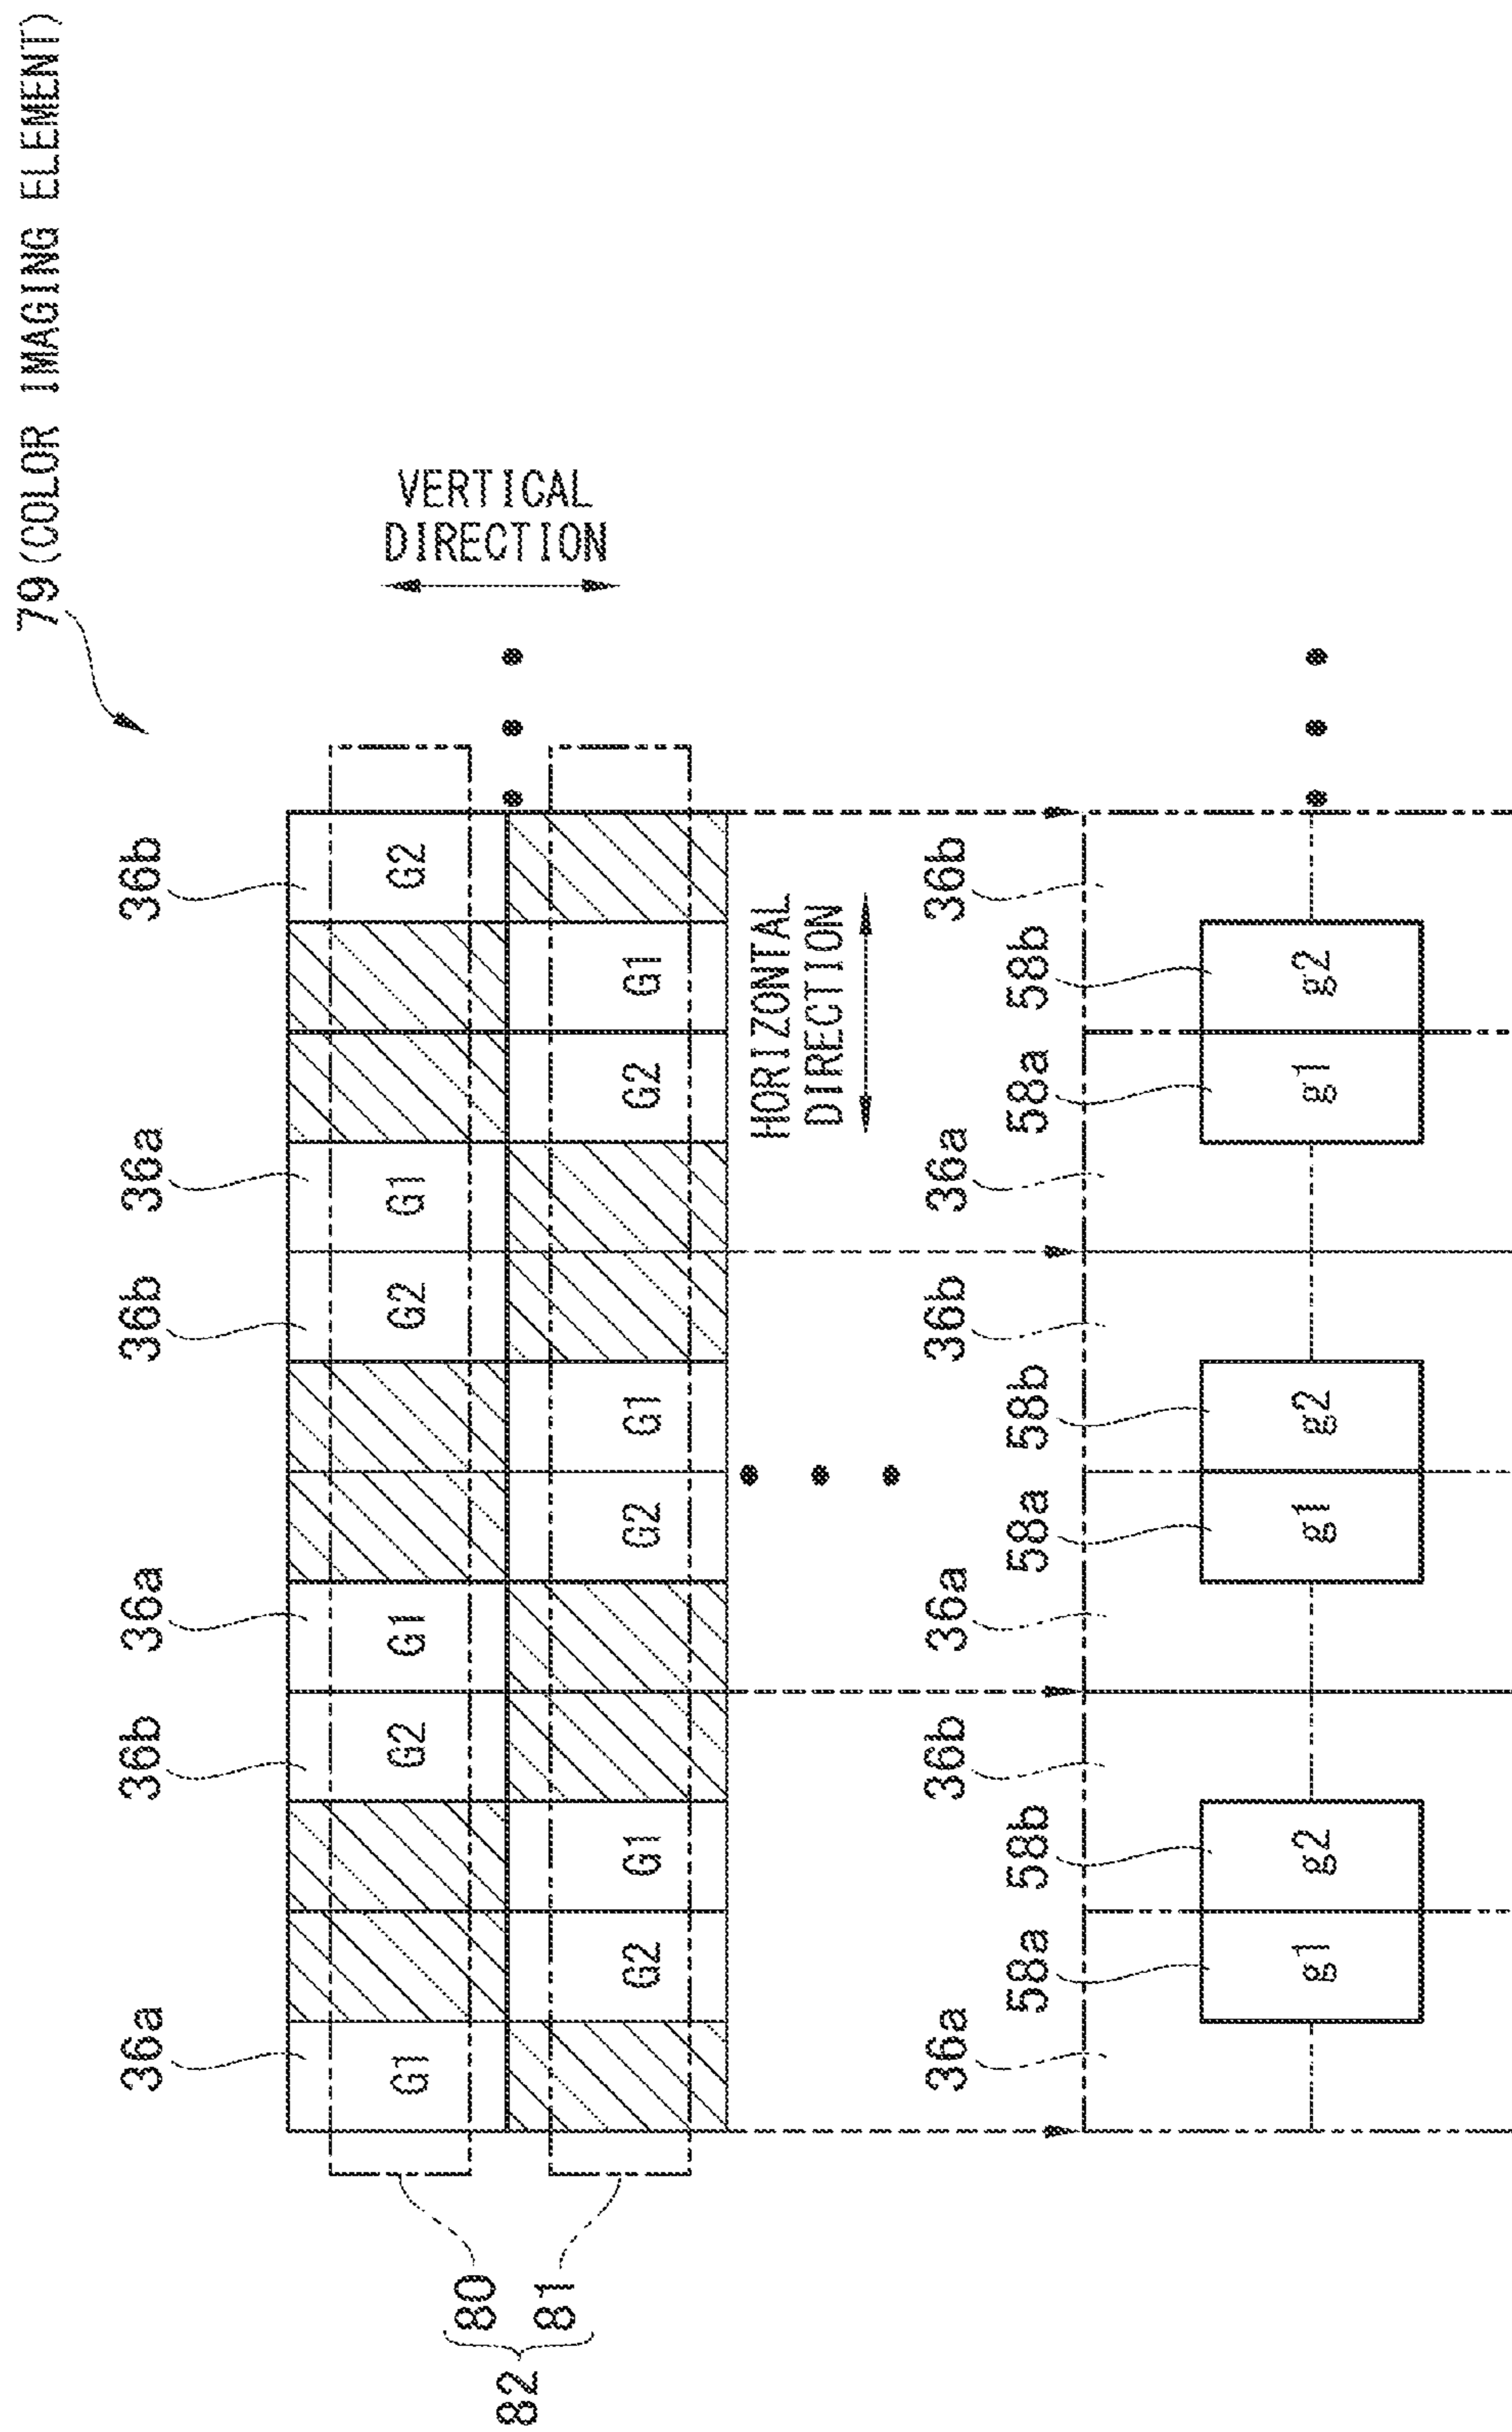 79(COLOR IMAGING ELEMENT)
36a 36b 36a 36b 36a 36b
G1 G2 G1 G2 G1 G2
VERTICAL
DIRECTION
80
82
81
G2 G1 G2 G1 G2 G1
HORIZONTAL
DIRECTION
36a 36b 36a 36b 36a 36b
58a 58b 58a 58b 58a 58b
g1 g2 g1 g2 g1 g2